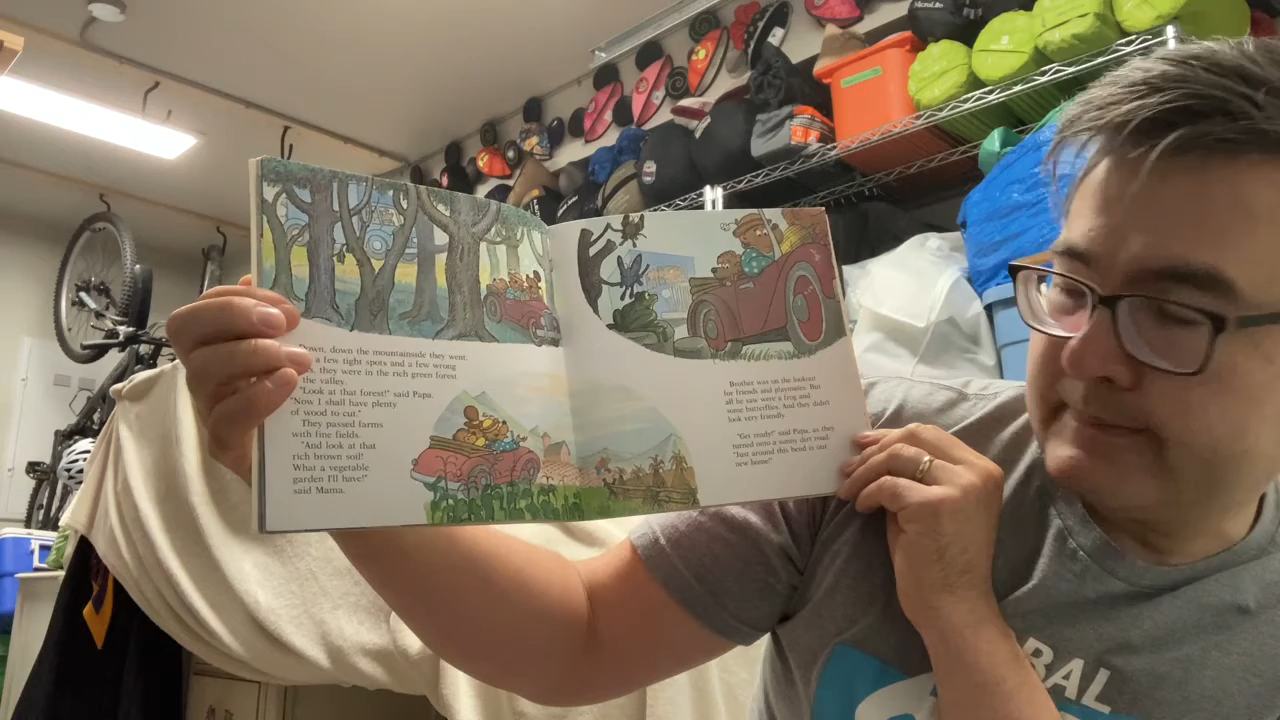 Down, down the mountainside they went.
a few tight spots and a few wrong
they were in the rich green forest
the valley.
"Look at that forest!" said Papa.
"Now I shall have plenty
of wood to cut."
They passed farms
with fine fields.
"And look at that
rich brown soil!
What a vegetable
garden I'll have!"
said Mama.
Brother was on the lookout
for friends and playmates. But
all he saw were a frog and
some butterflies. And they didn't
look very friendly.
"Get ready!" said Papa, as they
turned onto a sunny dirt road.
"Just around this bend is our
new home!"
MicroLite
BAL